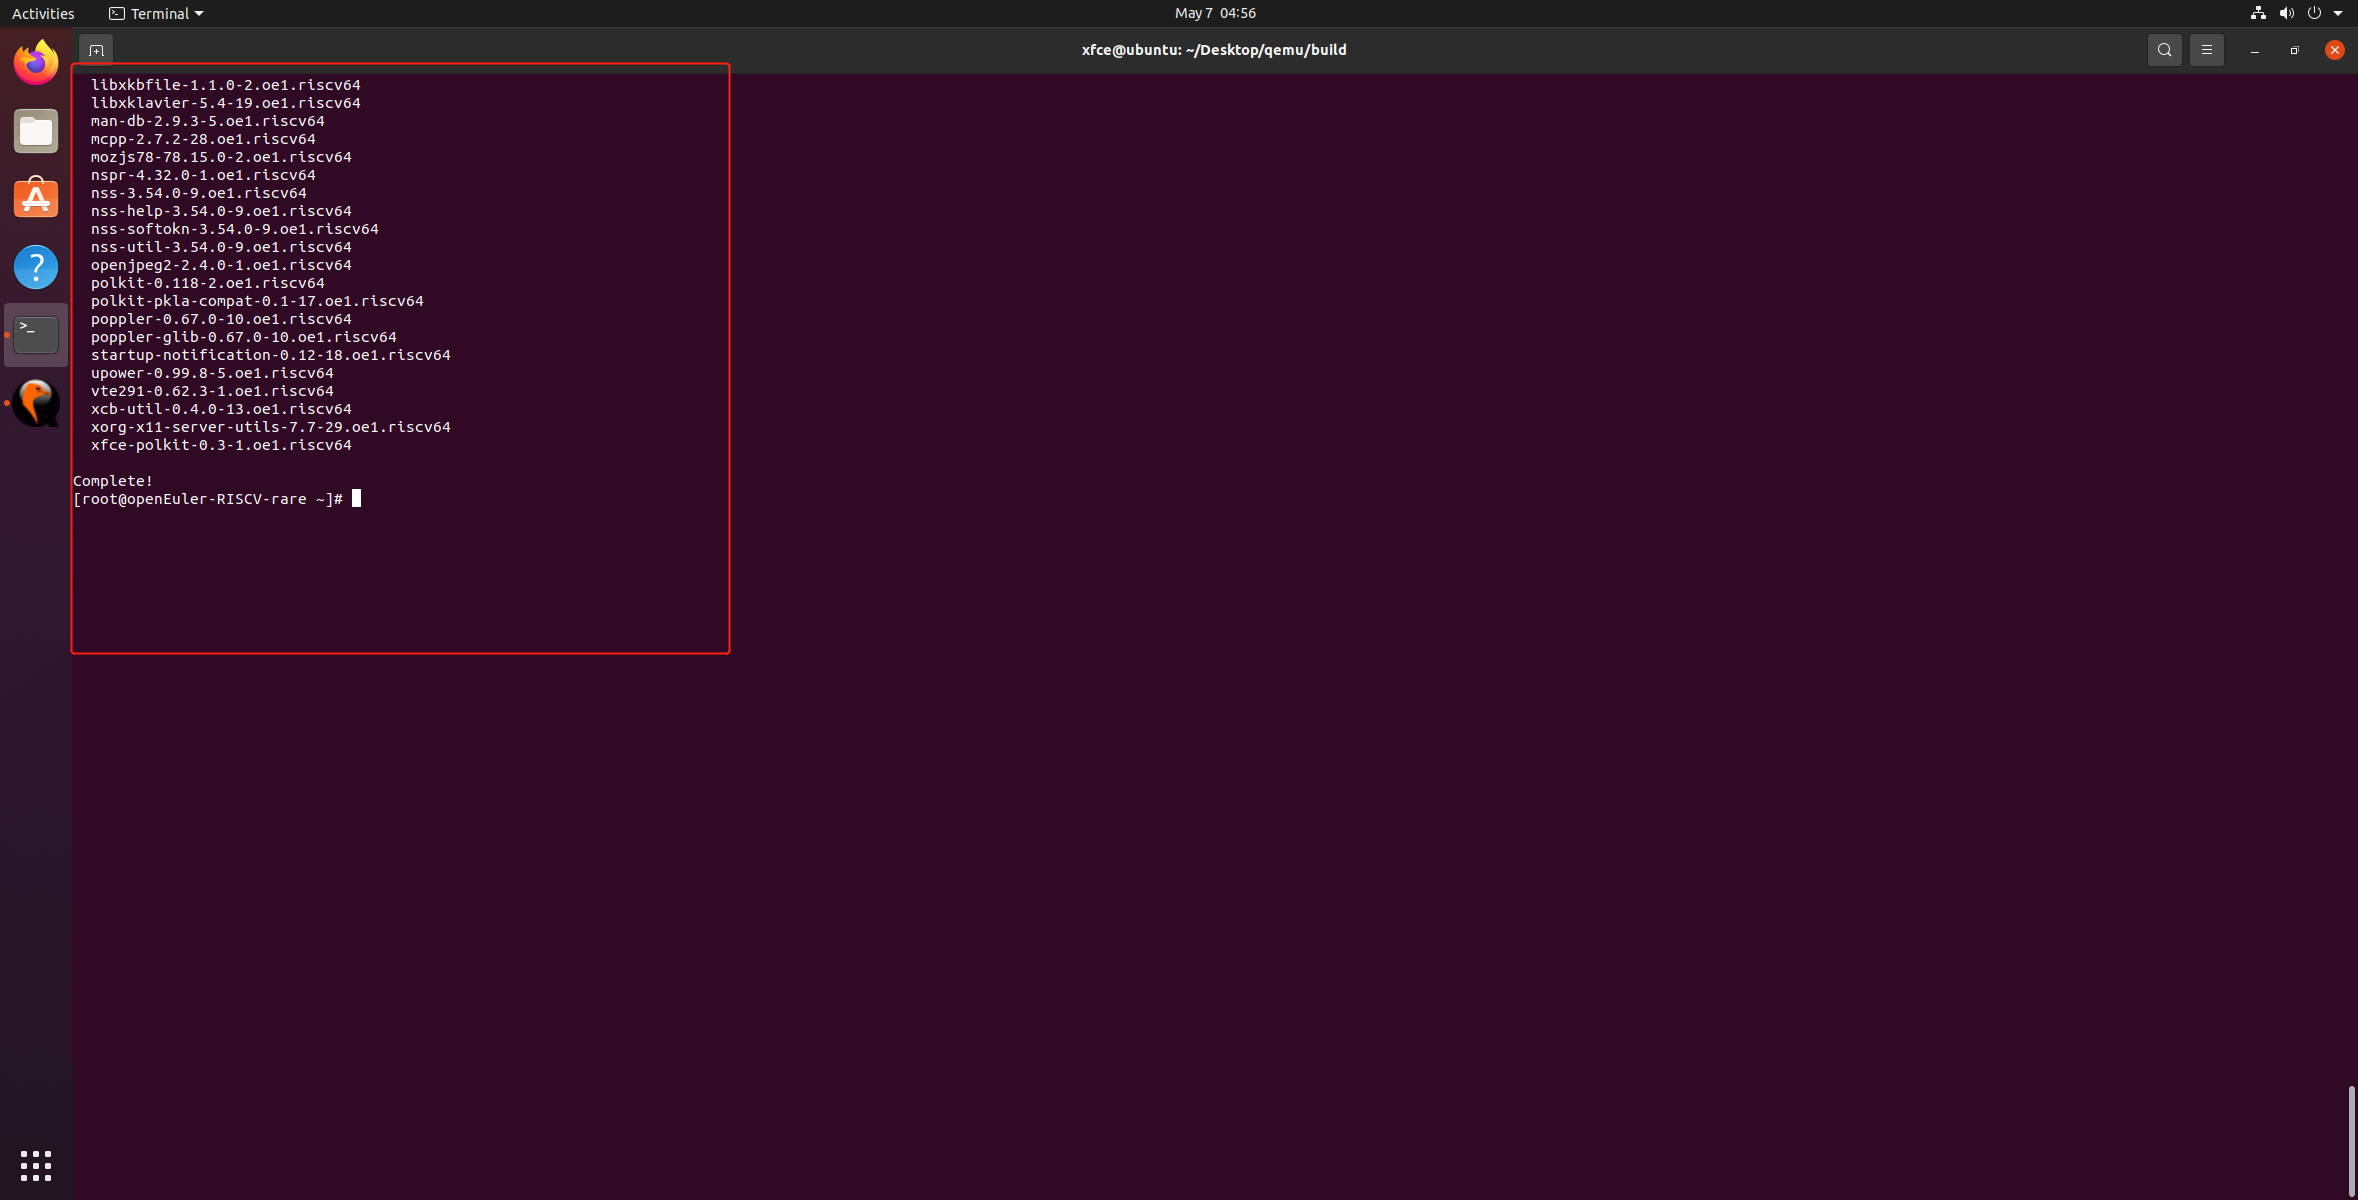 Activities
Terminal
May 7 04:56
xfce@ubuntu: ~/Desktop/qemu/build
libxkbfile-1.1.0-2.oe1.riscv64
libxklavier-5.4-19.oe1.riscv64
man-db-2.9.3-5.oe1.riscv64
mcpp-2.7.2-28.oe1.riscv64
mozjs78-78.15.0-2.oe1.riscv64
nspr-4.32.0-1.oe1.riscv64
nss-3.54.0-9.oe1.riscv64
nss-help-3.54.0-9.oe1.riscv64
nss-softokn-3.54.0-9.oe1.riscv64
nss-util-3.54.0-9.oe1.riscv64
openjpeg2-2.4.0-1.oe1.riscv64
polkit-0.118-2.oe1.riscv64
polkit-pkla-compat-0.1-17.oe1.riscv64
poppler-0.67.0-10.oe1.riscv64
poppler-glib-0.67.0-10.oe1.riscv64
startup-notification-0.12-18.oe1.riscv64
upower-0.99.8-5.oe1.riscv64
vte291-0.62.3-1.oe1.riscv64
xcb-util-0.4.0-13.oe1.riscv64
xorg-x11-server-utils-7.7-29.oe1.riscv64
xfce-polkit-0.3-1.oe1.riscv64
Complete!
[root@openEuler-RISCV-rare ~]#